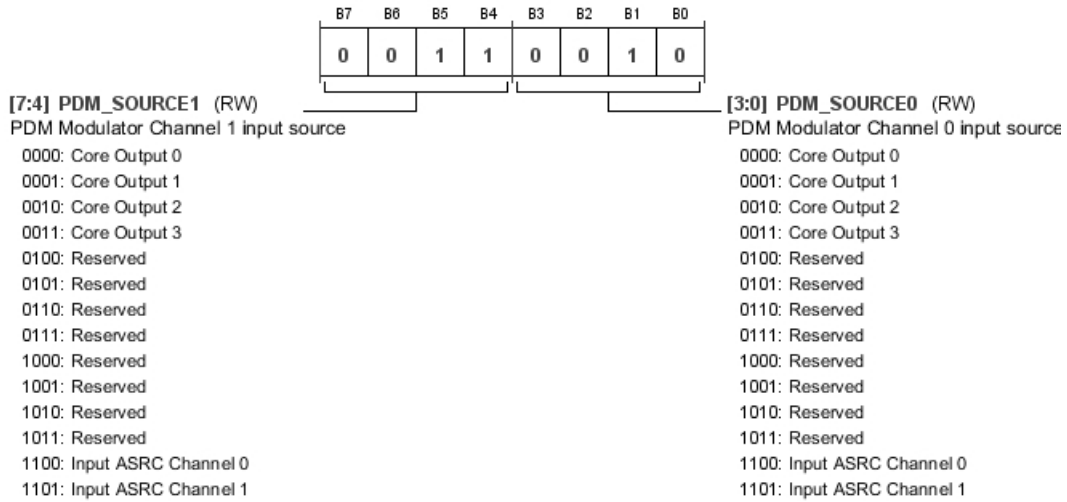 B7 B6 B5 B4 B3 B2 B1 B0
0 0 1 1 0 0 1 0
[7:4] PDM_SOURCE1 (RW)
PDM Modulator Channel 1 input source
0000: Core Output 0
0001: Core Output 1
0010: Core Output 2
0011: Core Output 3
0100: Reserved
0101: Reserved
0110: Reserved
0111: Reserved
1000: Reserved
1001: Reserved
1010: Reserved
1011: Reserved
1100: Input ASRC Channel 0
1101: Input ASRC Channel 1
[3:0] PDM_SOURCE0 (RW)
PDM Modulator Channel 0 input source
0000: Core Output 0
0001: Core Output 1
0010: Core Output 2
0011: Core Output 3
0100: Reserved
0101: Reserved
0110: Reserved
0111: Reserved
1000: Reserved
1001: Reserved
1010: Reserved
1011: Reserved
1100: Input ASRC Channel 0
1101: Input ASRC Channel 1